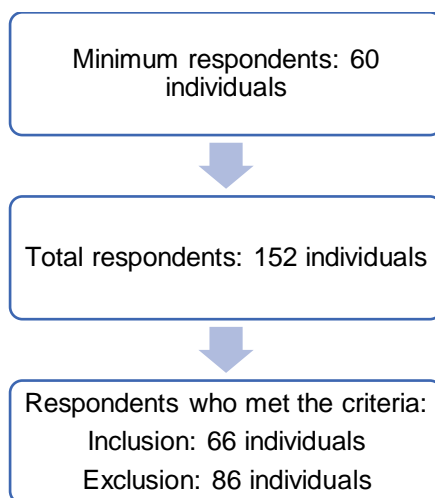 Minimum respondents: 60
individuals
Total respondents: 152 individuals
Respondents who met the criteria:
Inclusion: 66 individuals
Exclusion: 86 individuals